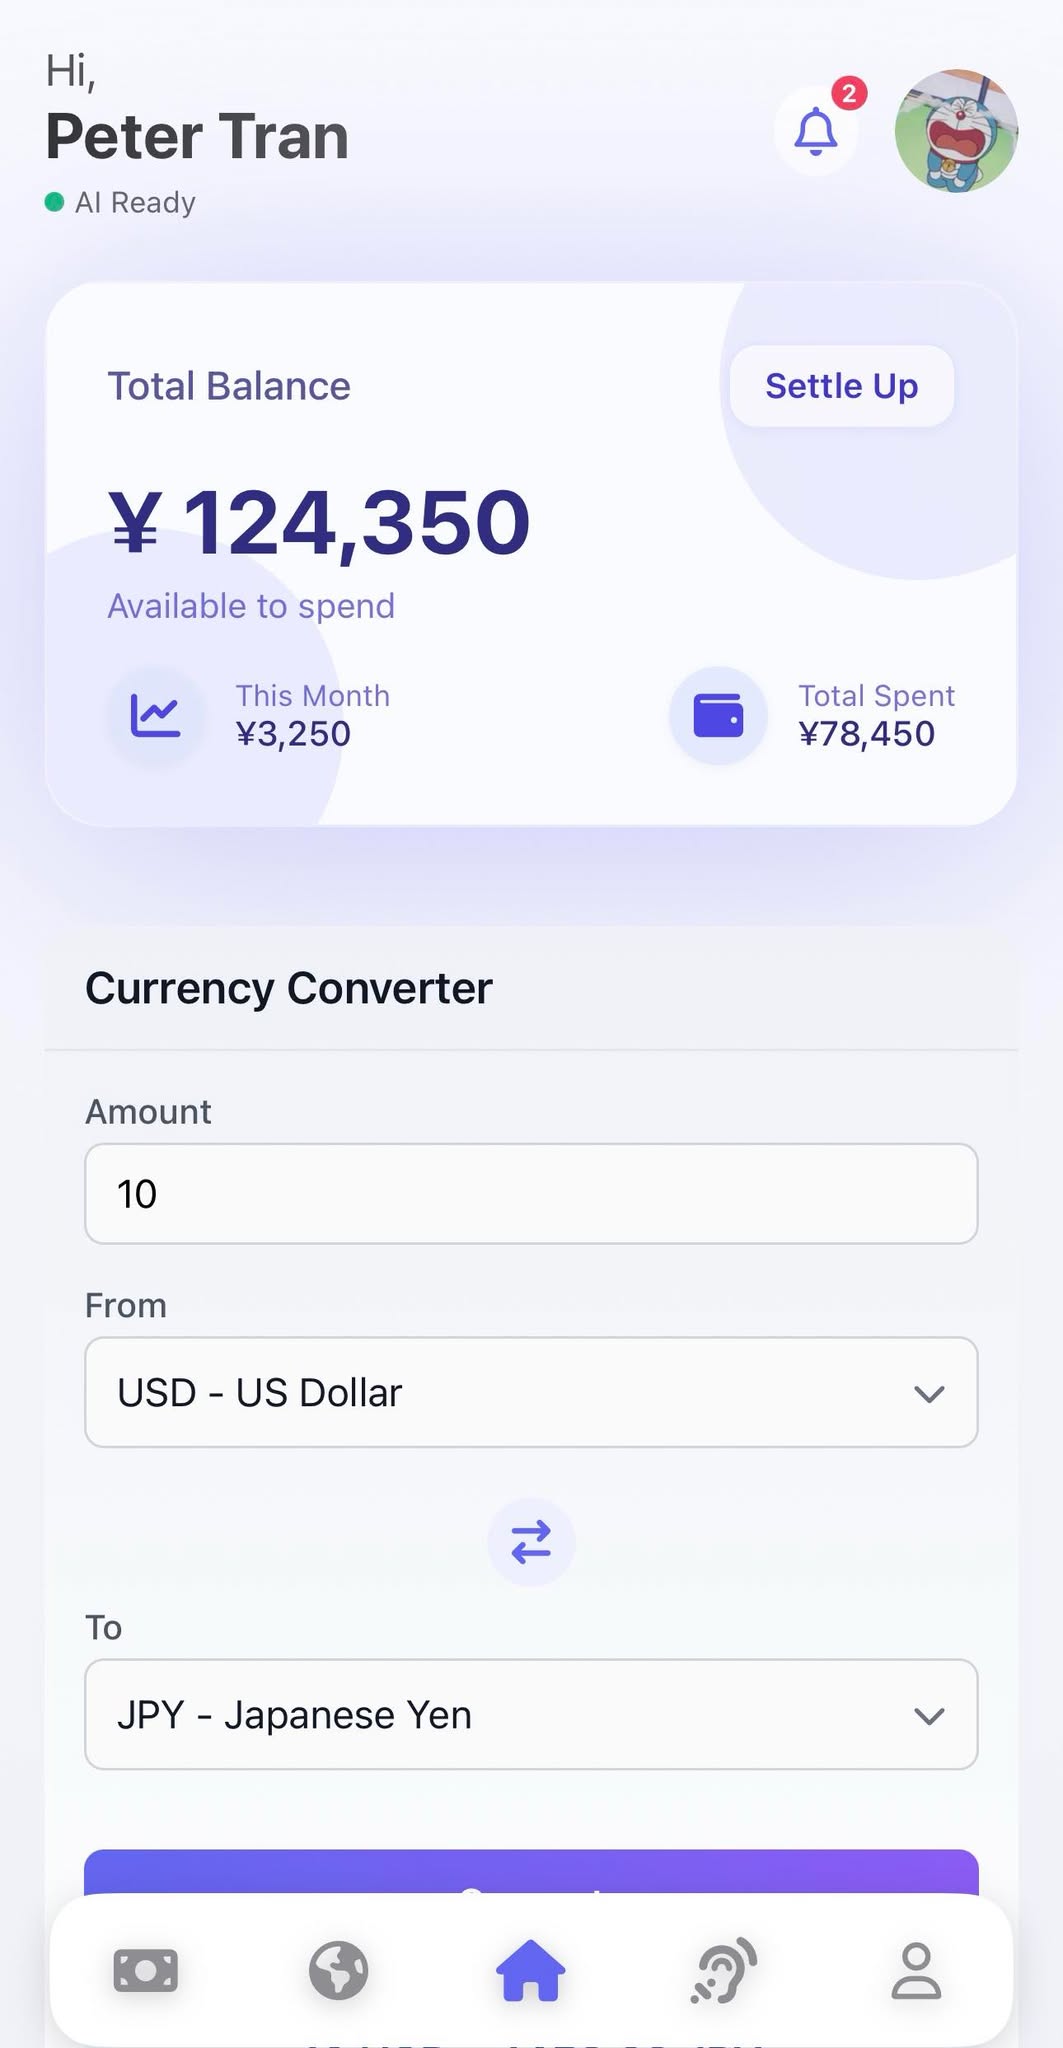 Hi,
Peter Tran
2
AI Ready
Total Balance
Settle Up
¥ 124,350
Available to spend
This Month
¥3,250
Total Spent
¥78,450
Currency Converter
Amount
10
From
USD - US Dollar
To
JPY - Japanese Yen